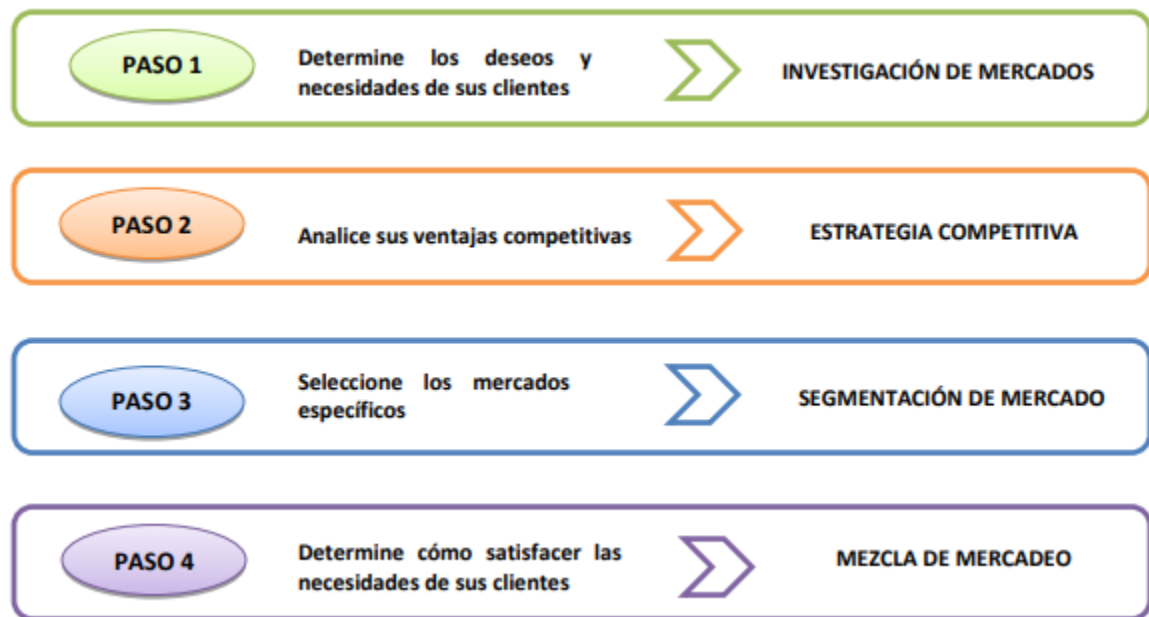 PASO 1
Determine los deseos y
necesidades de sus clientes
INVESTIGACIÓN DE MERCADOS
PASO 2
Analice sus ventajas competitivas
ESTRATEGIA COMPETITIVA
PASO 3
Seleccione los mercados
específicos
SEGMENTACIÓN DE MERCADO
PASO 4
Determine cómo satisfacer las
necesidades de sus clientes
MEZCLA DE MERCADEO